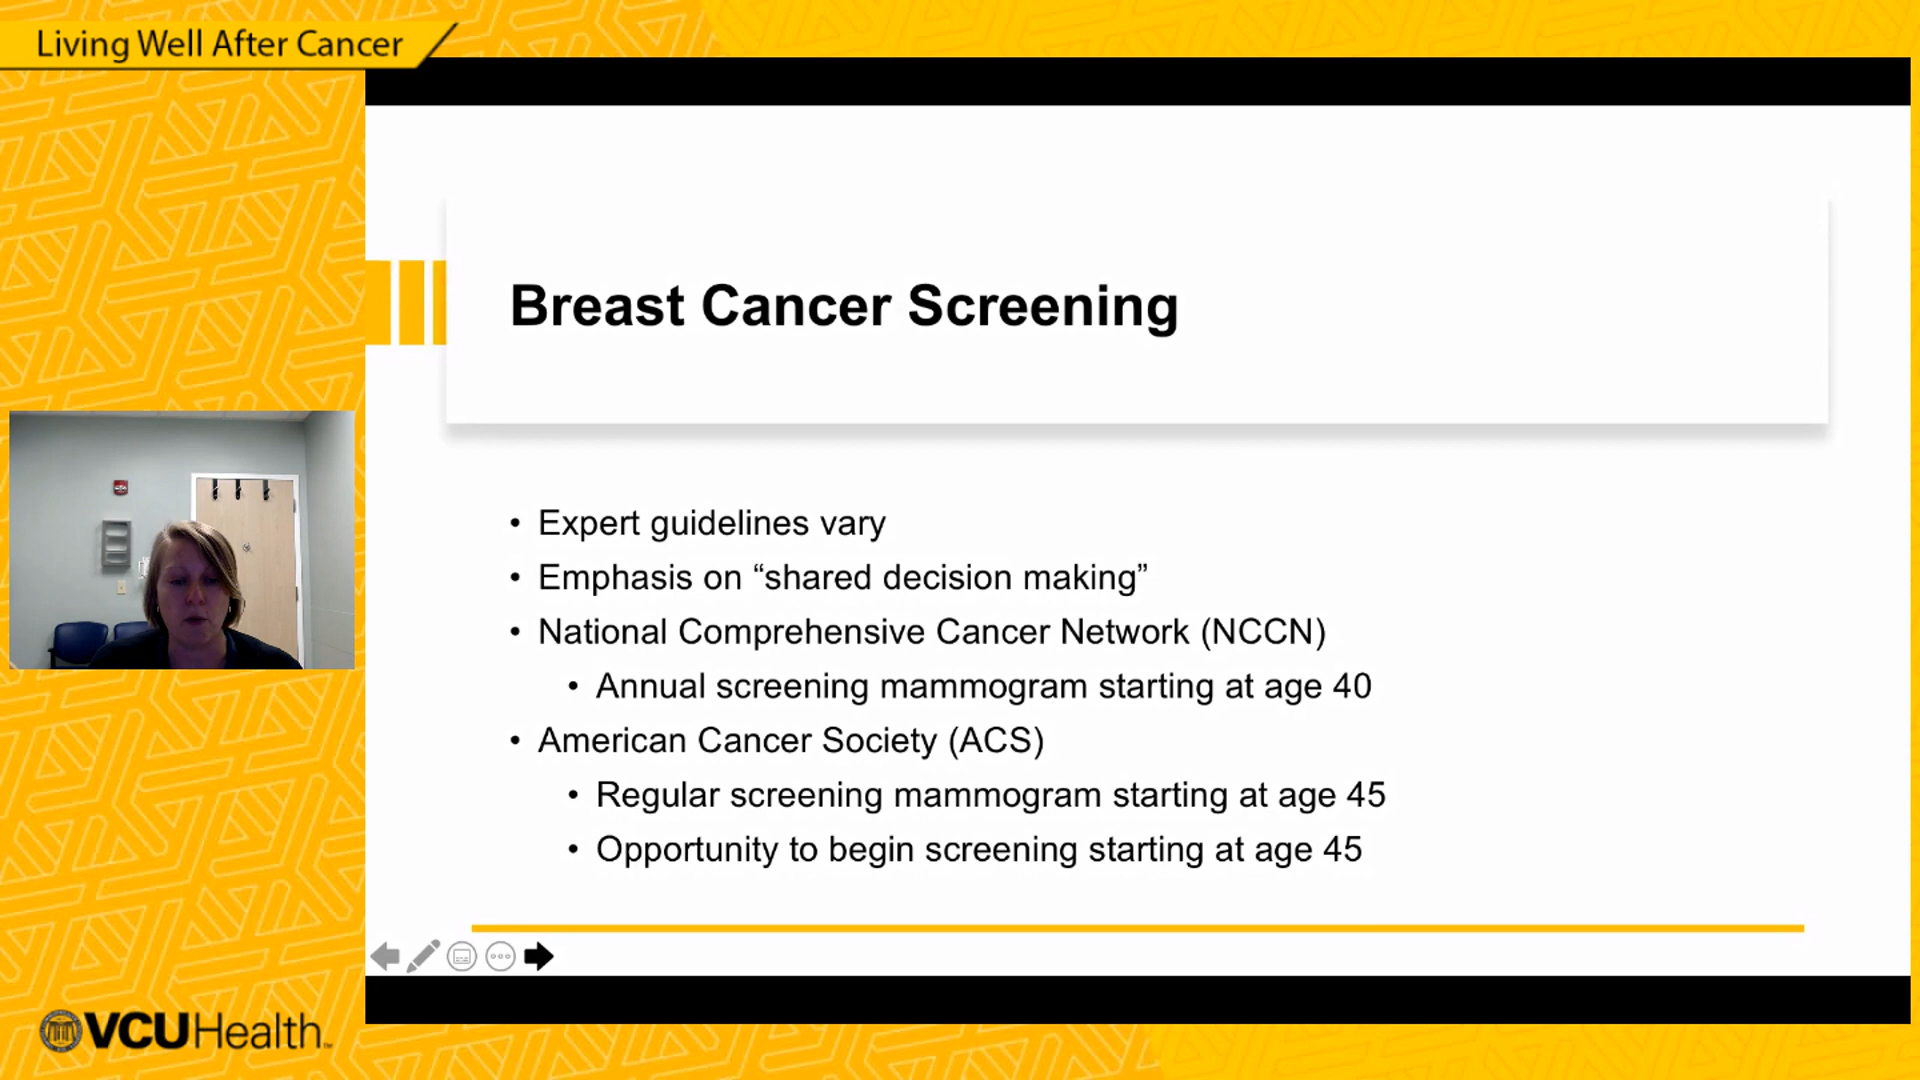 Living Well After Cancer
Breast Cancer Screening
• Expert guidelines vary
• Emphasis on “shared decision making”
• National Comprehensive Cancer Network (NCCN)
• Annual screening mammogram starting at age 40
• American Cancer Society (ACS)
• Regular screening mammogram starting at age 45
• Opportunity to begin screening starting at age 45
VCUHealth™